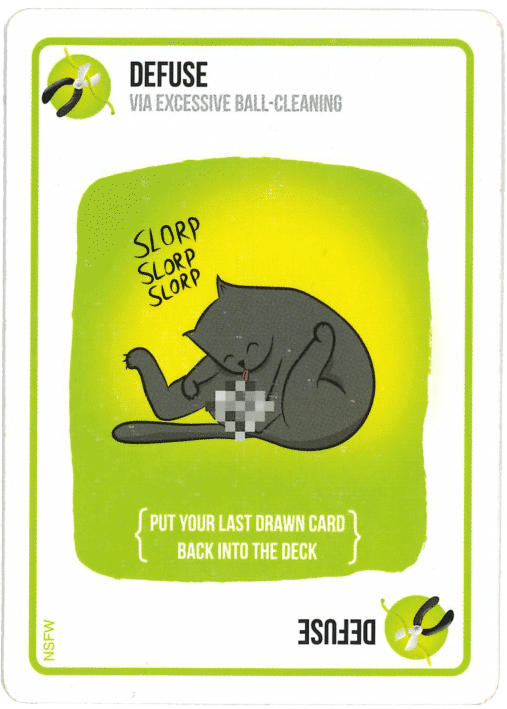 DEFUSE
VIA EXCESSIVE BALL-CLEANING
SLORP
SLORP
SLORP
PUT YOUR LAST DRAWN CARD
BACK INTO THE DECK
NSFW
DEFUSE